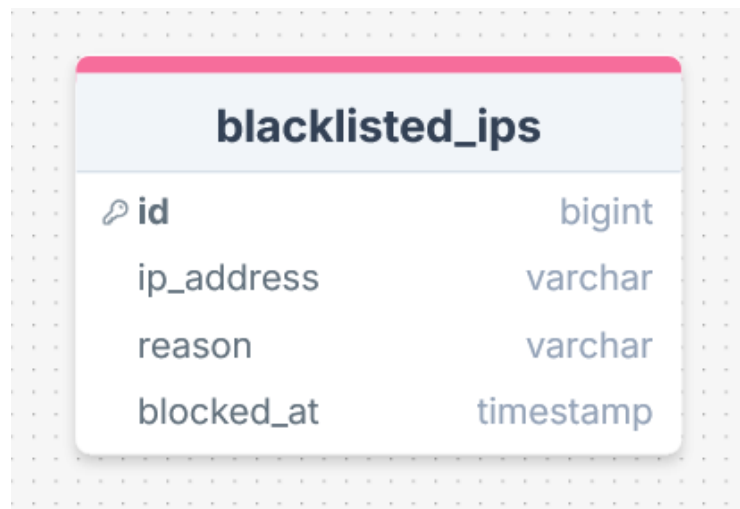 blacklisted_ips
id bigint
ip_address varchar
reason varchar
blocked_at timestamp